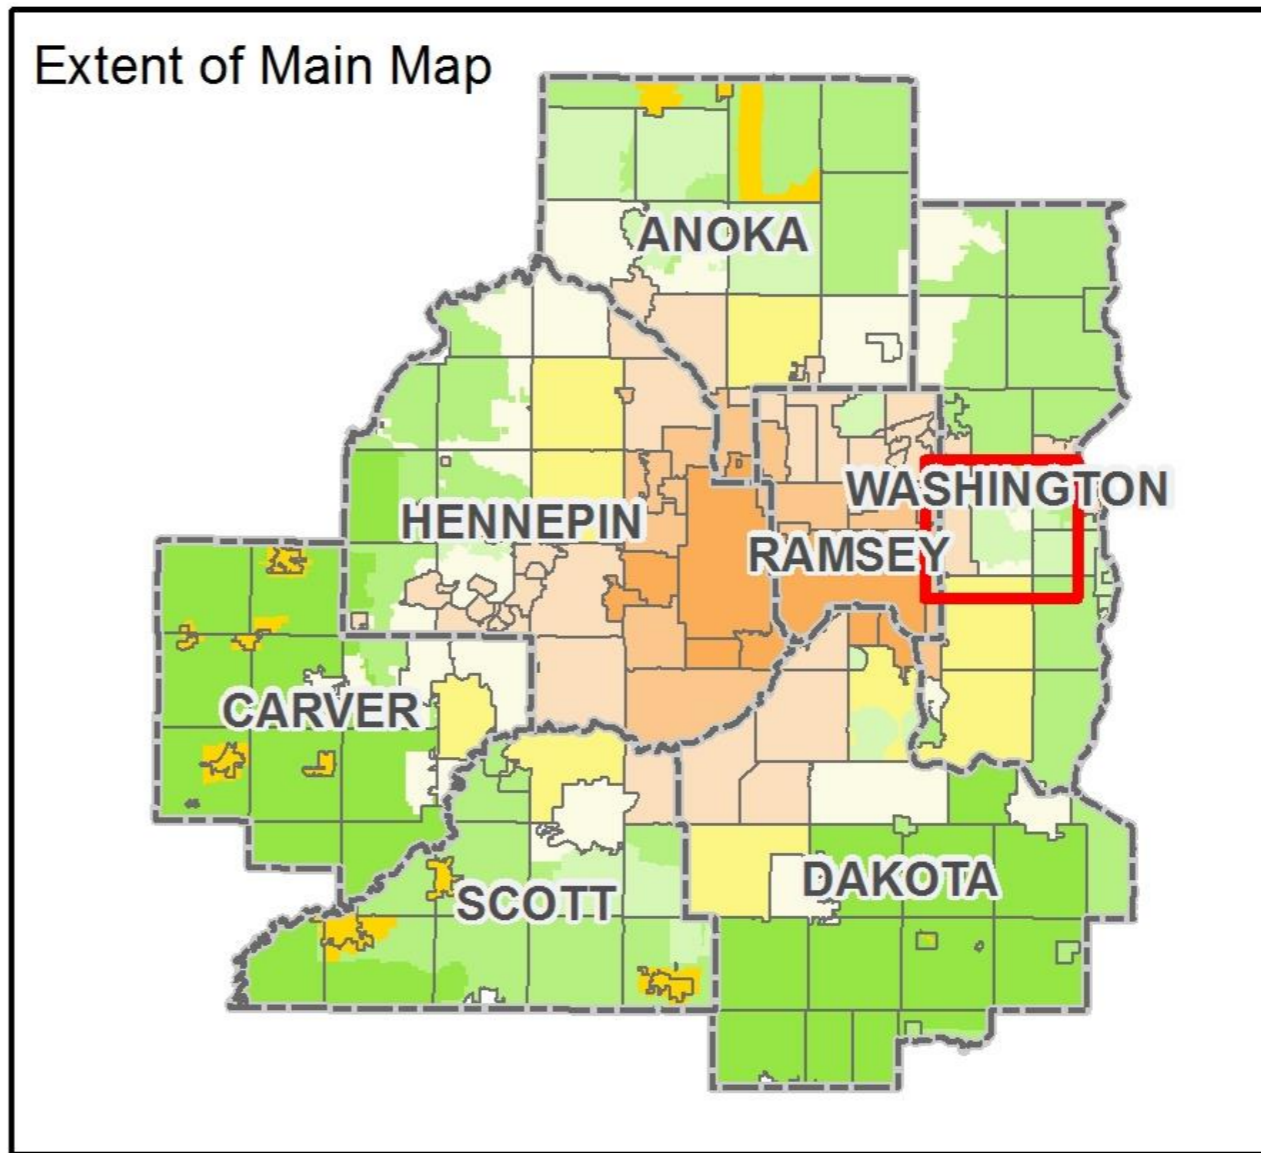 Extent of Main Map
ANOKA
WASHINGTON
HENNEPIN
RAMSEY
CARVER
DAKOTA
SCOTT